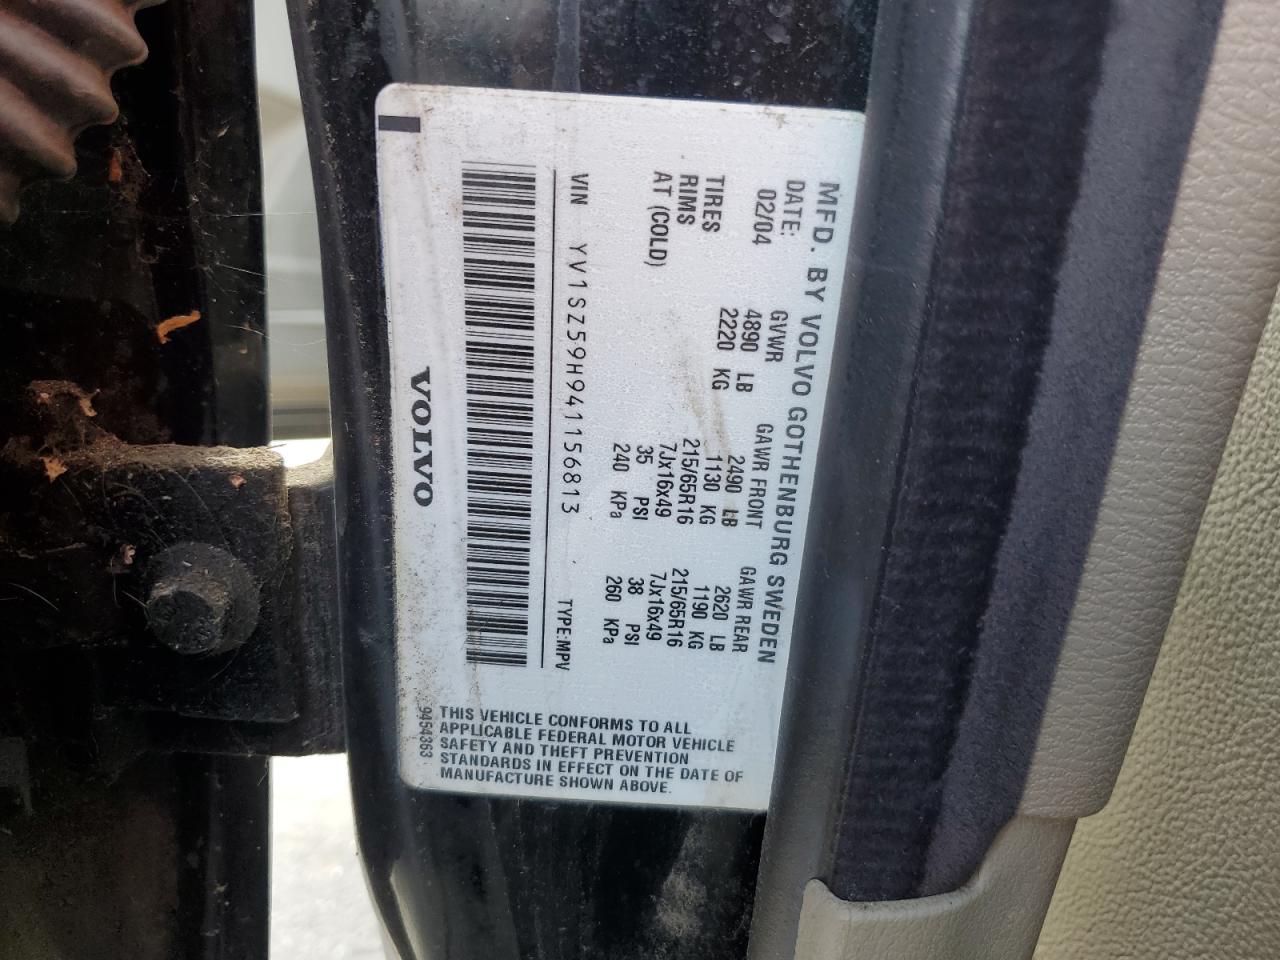 MFD. BY VOLVO GOTHENBURG SWEDEN
DATE: GVWR GAWR FRONT GAWR REAR
02/04 4890 LB 2490 LB 2620 LB
2220 KG 1130 KG 1190 KG
TIRES 215/65R16 215/65R16
RIMS 7Jx16x49 7Jx16x49
AT (COLD) 35 PSI 38 PSI
240 KPa 260 KPa
VIN YV1SZ59H941156813 TYPE:MPV
VOLVO
THIS VEHICLE CONFORMS TO ALL
APPLICABLE FEDERAL MOTOR VEHICLE
SAFETY AND THEFT PREVENTION
STANDARDS IN EFFECT ON THE DATE OF
MANUFACTURE SHOWN ABOVE.
9454363